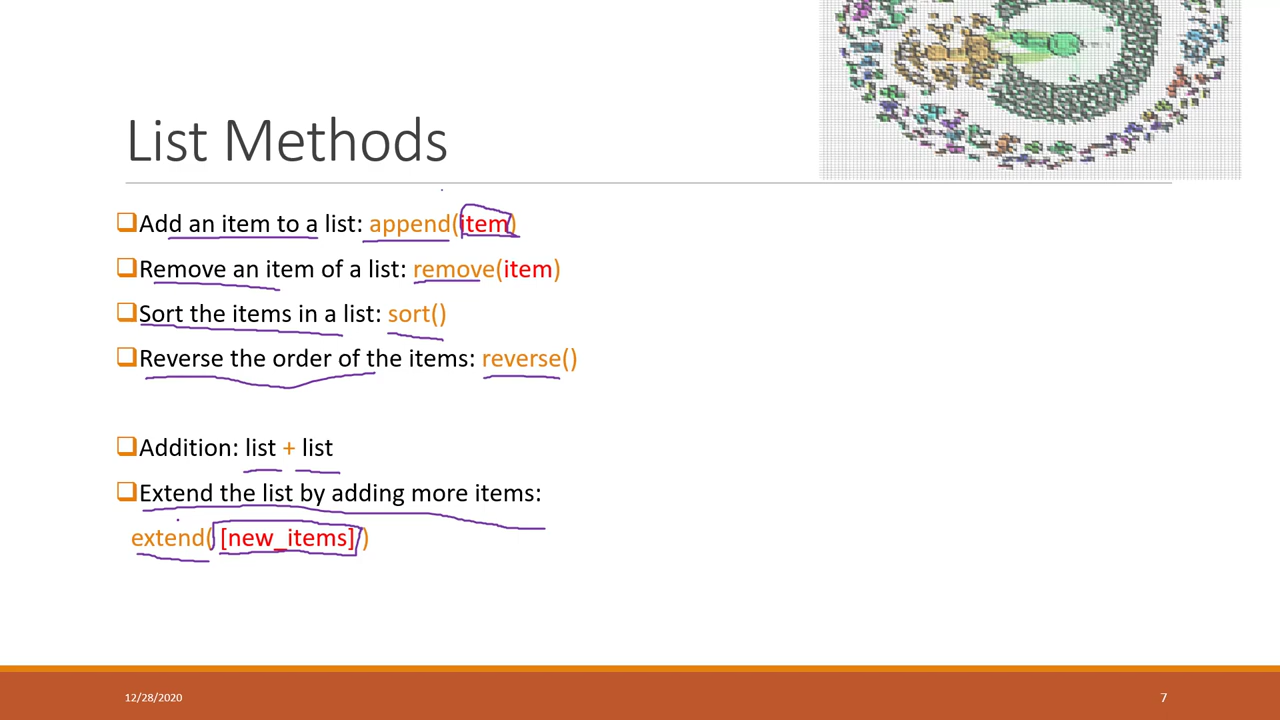 List Methods
Add an item to a list: append(item)
Remove an item of a list: remove(item)
Sort the items in a list: sort()
Reverse the order of the items: reverse()
Addition: list + list
Extend the list by adding more items:
extend( [new_items] )
12/28/2020
7